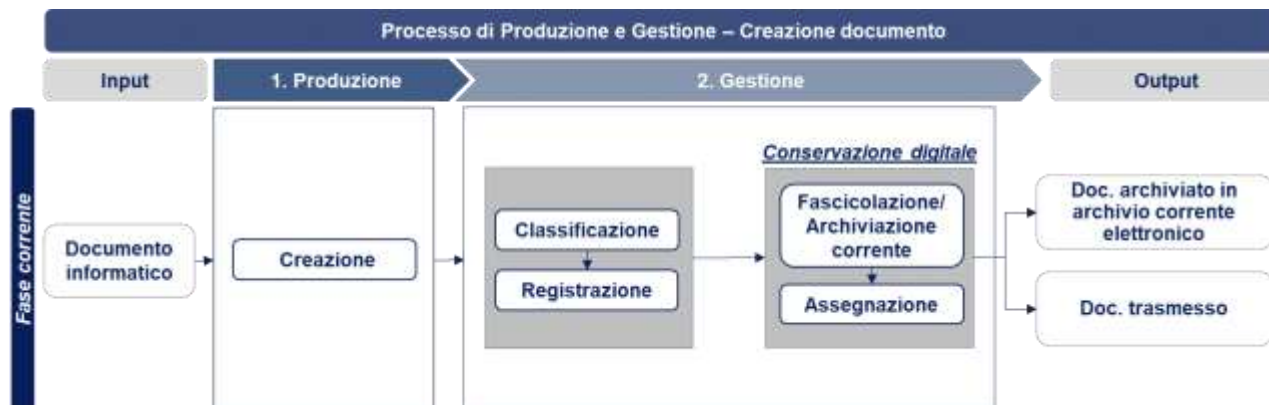 Processo di Produzione e Gestione – Creazione documento
Input
1. Produzione
2. Gestione
Output
Fase corrente
Documento
informatico
Creazione
Classificazione
Registrazione
Conservazione digitale
Fascicolazione/
Archiviazione
corrente
Assegnazione
Doc. archiviato in
archivio corrente
elettronico
Doc. trasmesso